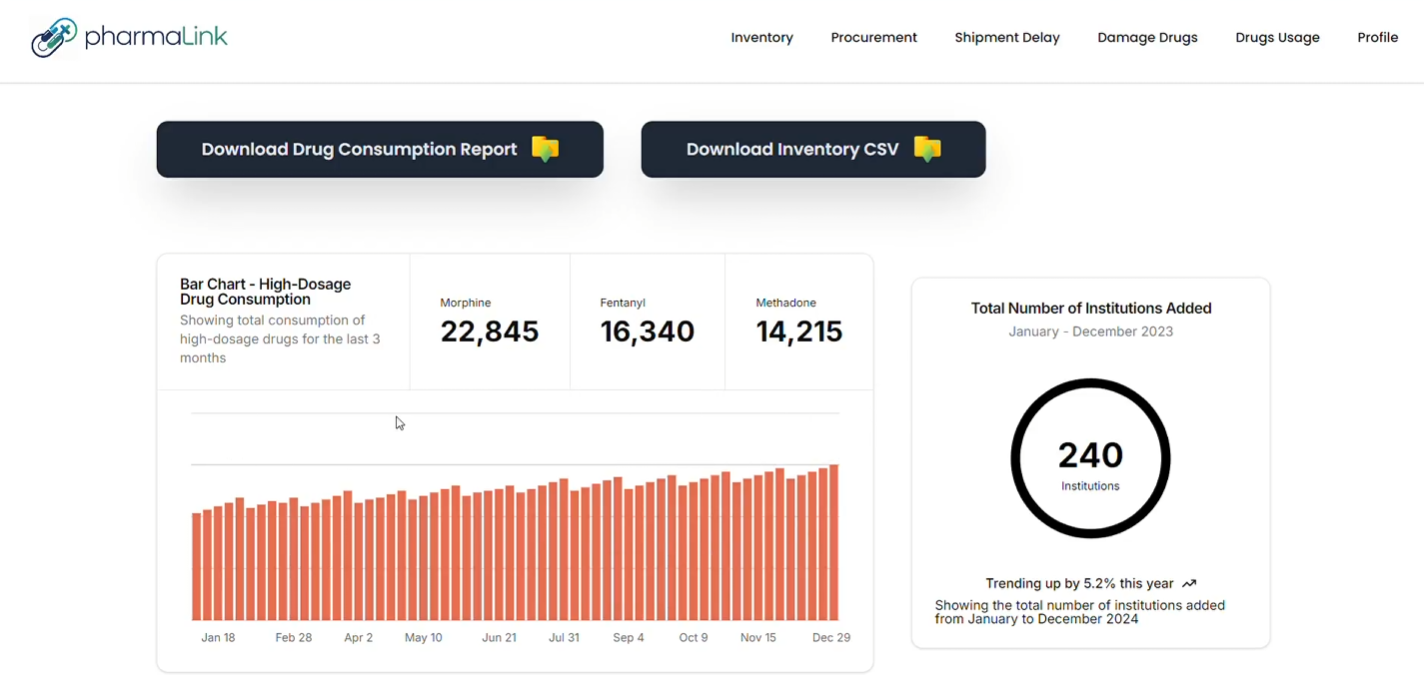 pharmaLink
Inventory
Procurement
Shipment Delay
Damage Drugs
Drugs Usage
Profile
Download Drug Consumption Report
Download Inventory CSV
Bar Chart - High-Dosage
Drug Consumption
Showing total consumption of
high-dosage drugs for the last 3
months
Morphine
22,845
Fentanyl
16,340
Methadone
14,215
Jan 18
Feb 28
Apr 2
May 10
Jun 21
Jul 31
Sep 4
Oct 9
Nov 15
Dec 29
Total Number of Institutions Added
January - December 2023
240
Institutions
Trending up by 5.2% this year
Showing the total number of institutions added
from January to December 2024